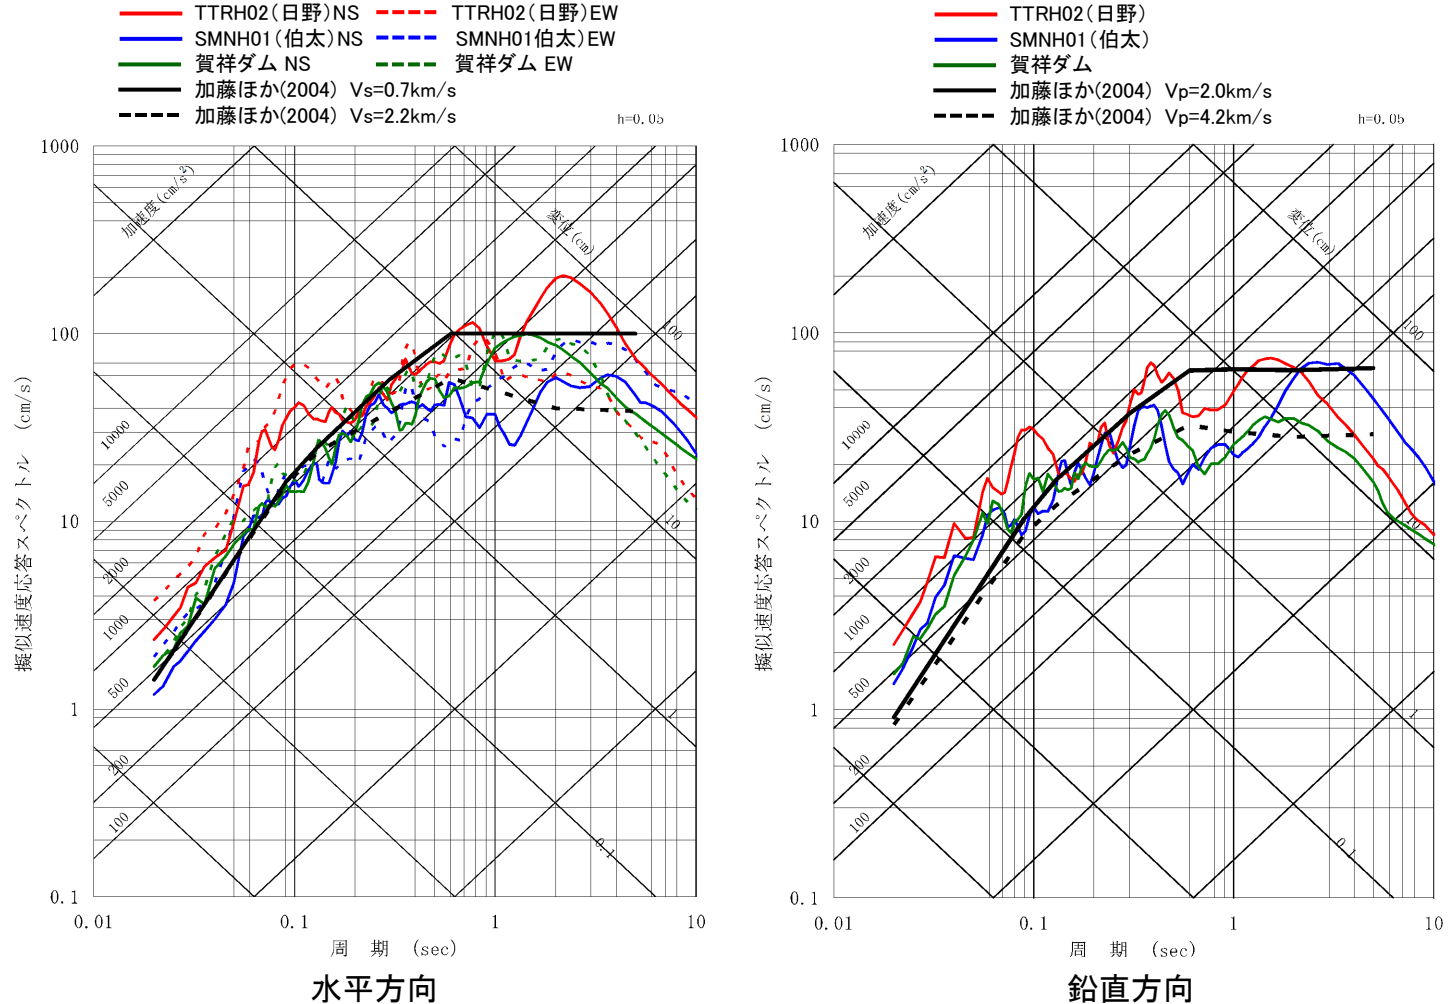 TTRH02(日野)NS TTRH02(日野)EW
SMNH01(伯太)NS SMNH01伯太)EW
賀祥ダム NS 賀祥ダム EW
加藤ほか(2004) Vs=0.7km/s
加藤ほか(2004) Vs=2.2km/s
h=0.05
1000
100
10
1
0.1
擬似速度応答スペクトル (cm/s)
加速度(cm/s²)
変位(cm)
10000
5000
2000
1000
500
200
100
100
10
1
0.1
0.01 0.1 1 10
周 期 (sec)
水平方向
TTRH02(日野)
SMNH01(伯太)
賀祥ダム
加藤ほか(2004) Vp=2.0km/s
加藤ほか(2004) Vp=4.2km/s
h=0.05
1000
100
10
1
0.1
擬似速度応答スペクトル (cm/s)
加速度(cm/s²)
変位(cm)
10000
5000
2000
1000
500
200
100
100
10
1
0.1
0.01 0.1 1 10
周 期 (sec)
鉛直方向